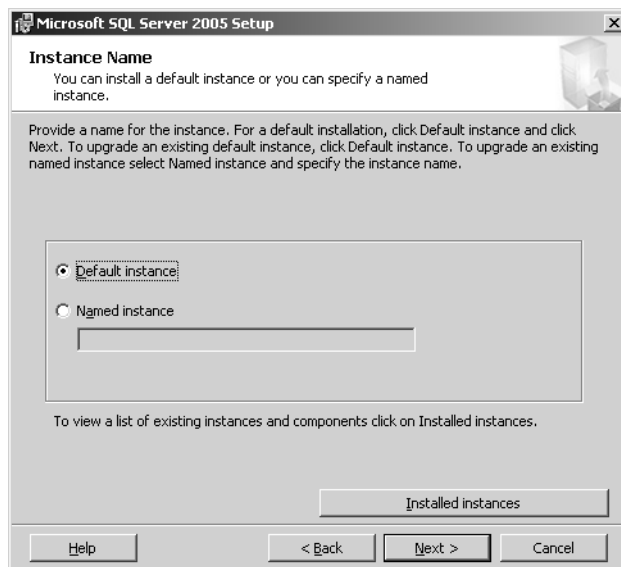 Microsoft SQL Server 2005 Setup
Instance Name
You can install a default instance or you can specify a named
instance.
Provide a name for the instance. For a default installation, click Default instance and click
Next. To upgrade an existing default instance, click Default instance. To upgrade an existing
named instance select Named instance and specify the instance name.
Default instance
Named instance
To view a list of existing instances and components click on Installed instances.
Installed instances
Help
< Back
Next >
Cancel